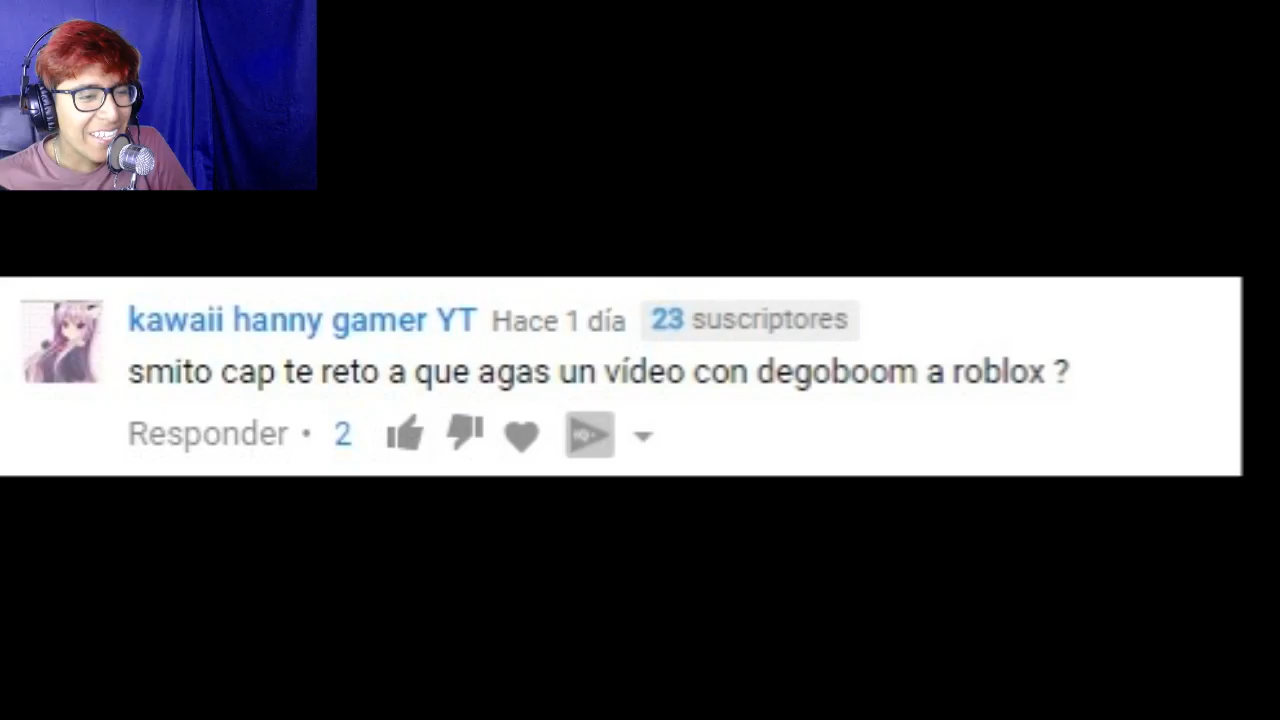 kawaii hanny gamer YT Hace 1 día 23 suscriptores
smito cap te reto a que agas un vídeo con degoboom a roblox ?
Responder • 2